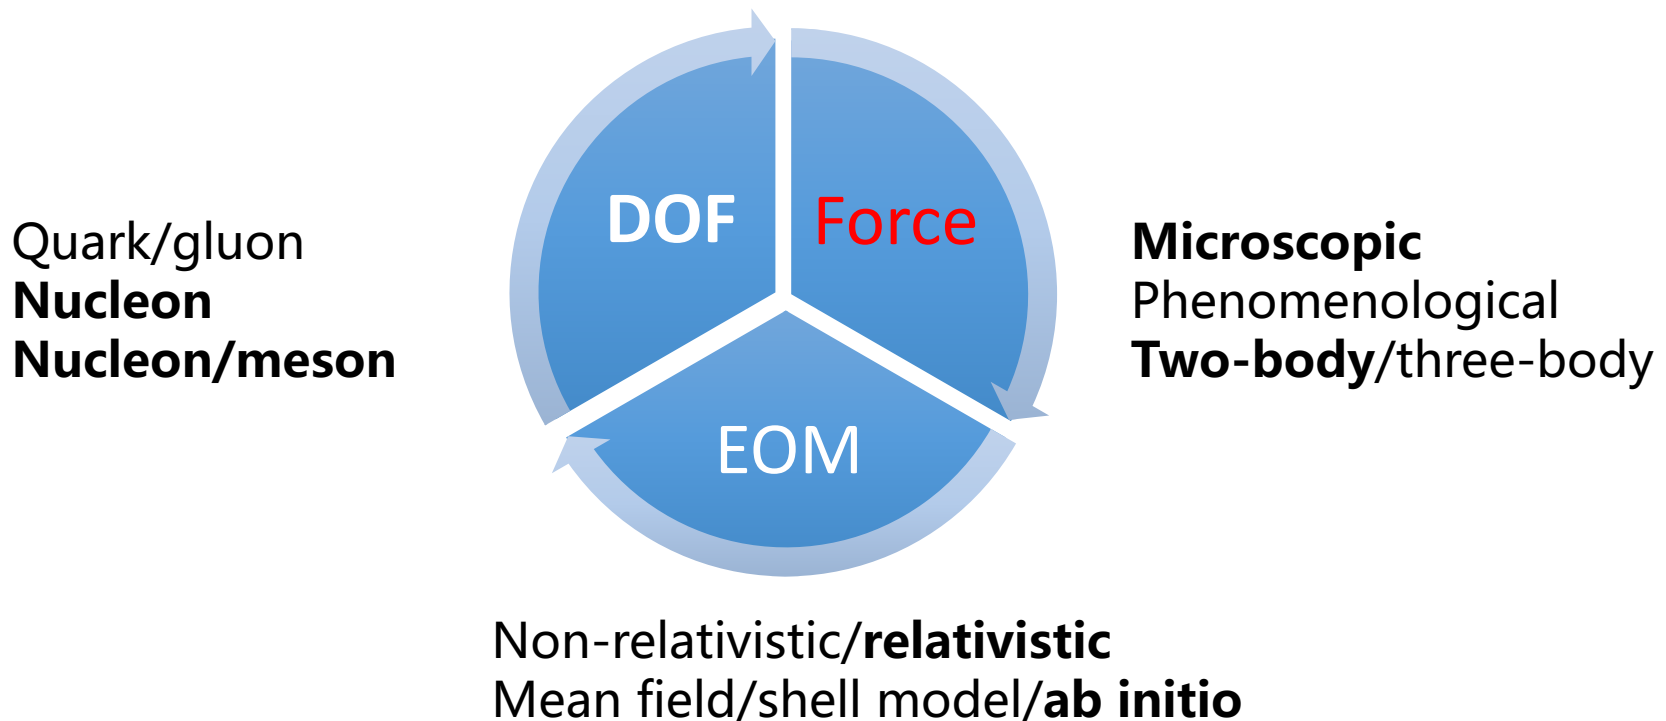 DOF
Force
EOM
Quark/gluon
Nucleon
Nucleon/meson
Microscopic
Phenomenological
Two-body/three-body
Non-relativistic/relativistic
Mean field/shell model/ab initio